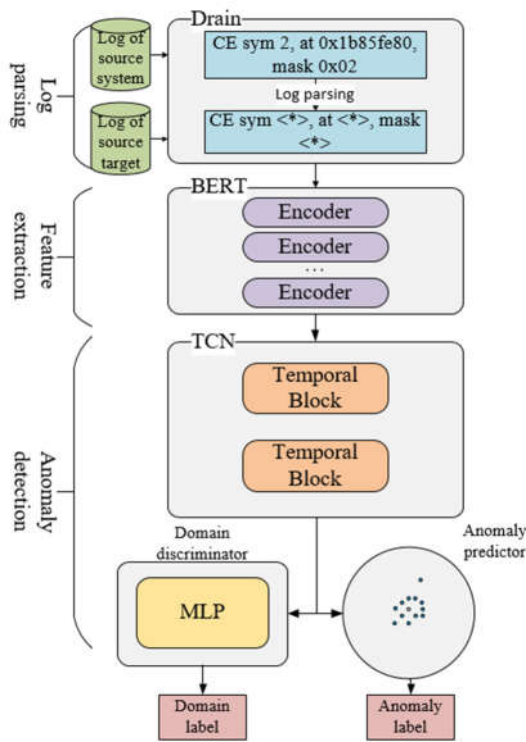 Drain
Log of
source
system
CE sym 2, at 0x1b85fe80,
mask 0x02
Log parsing
Log of
source
target
CE sym <*>, at <*>, mask
<*>
Log
parsing
BERT
Encoder
Encoder
...
Encoder
Feature
extraction
TCN
Temporal
Block
Temporal
Block
Anomaly
detection
Domain
discriminator
Anomaly
predictor
MLP
Domain
label
Anomaly
label